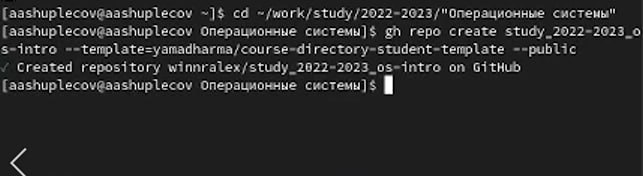 [aashuplecov@aashuplecov ~]$ cd ~/work/study/2022-2023/"Операционные системы"
[aashuplecov@aashuplecov Операционные системы]$ gh repo create study_2022-2023_o
s-intro --template=yamadharma/course-directory-student-template --public
✓ Created repository winnralex/study_2022-2023_os-intro on GitHub
[aashuplecov@aashuplecov Операционные системы]$